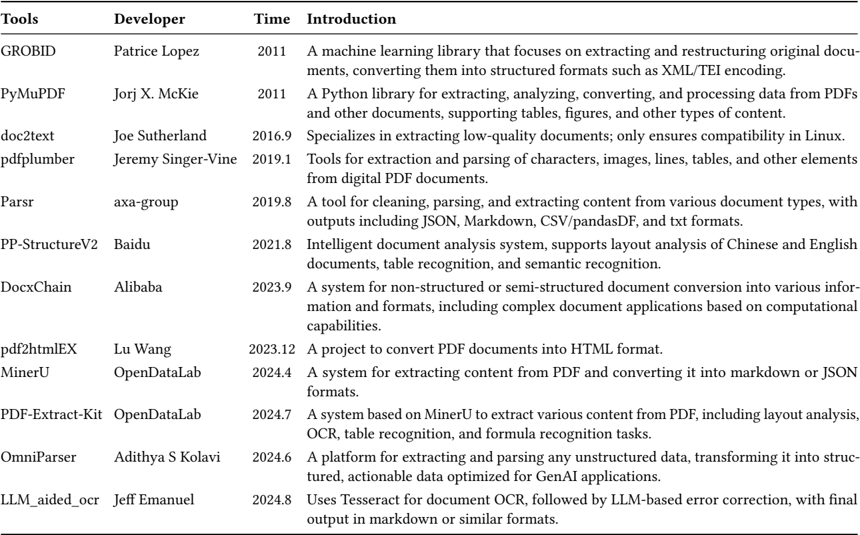 Tools Developer Time Introduction
GROBID Patrice Lopez 2011 A machine learning library that focuses on extracting and restructuring original docu-
ments, converting them into structured formats such as XML/TEI encoding.
PyMuPDF Jorj X. McKie 2011 A Python library for extracting, analyzing, converting, and processing data from PDFs
and other documents, supporting tables, figures, and other types of content.
doc2text Joe Sutherland 2016.9 Specializes in extracting low-quality documents; only ensures compatibility in Linux.
pdfplumber Jeremy Singer-Vine 2019.1 Tools for extraction and parsing of characters, images, lines, tables, and other elements
from digital PDF documents.
Parsr axa-group 2019.8 A tool for cleaning, parsing, and extracting content from various document types, with
outputs including JSON, Markdown, CSV/pandasDF, and txt formats.
PP-StructureV2 Baidu 2021.8 Intelligent document analysis system, supports layout analysis of Chinese and English
documents, table recognition, and semantic recognition.
DocxChain Alibaba 2023.9 A system for non-structured or semi-structured document conversion into various infor-
mation and formats, including complex document applications based on computational
capabilities.
pdf2htmlEX Lu Wang 2023.12 A project to convert PDF documents into HTML format.
MinerU OpenDataLab 2024.4 A system for extracting content from PDF and converting it into markdown or JSON
formats.
PDF-Extract-Kit OpenDataLab 2024.7 A system based on MinerU to extract various content from PDF, including layout analysis,
OCR, table recognition, and formula recognition tasks.
OmniParser Adithya S Kolavi 2024.6 A platform for extracting and parsing any unstructured data, transforming it into struc-
tured, actionable data optimized for GenAI applications.
LLM_aided_ocr Jeff Emanuel 2024.8 Uses Tesseract for document OCR, followed by LLM-based error correction, with final
output in markdown or similar formats.